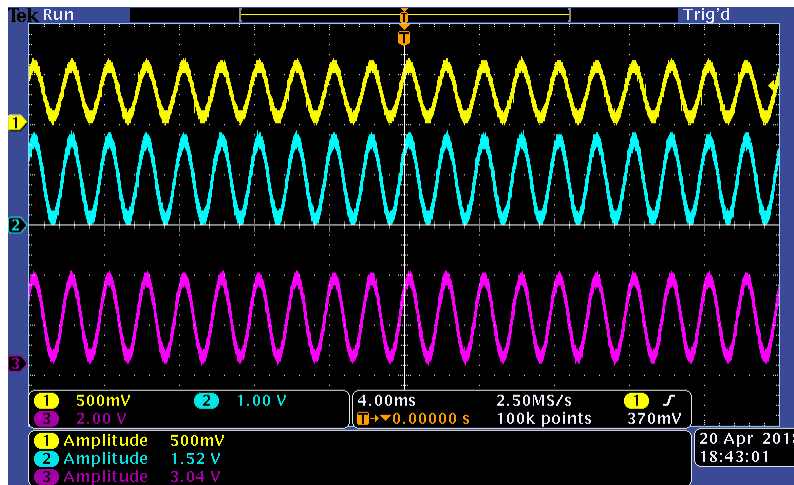 Tek Run Trig'd
T
T
1
2
3
1 500mV 2 1.00 V
3 2.00 V
4.00ms 2.50MS/s 1
T→▼0.00000 s 100k points 370mV
1 Amplitude 500mV
2 Amplitude 1.52 V
3 Amplitude 3.04 V
20 Apr 2018
18:43:01